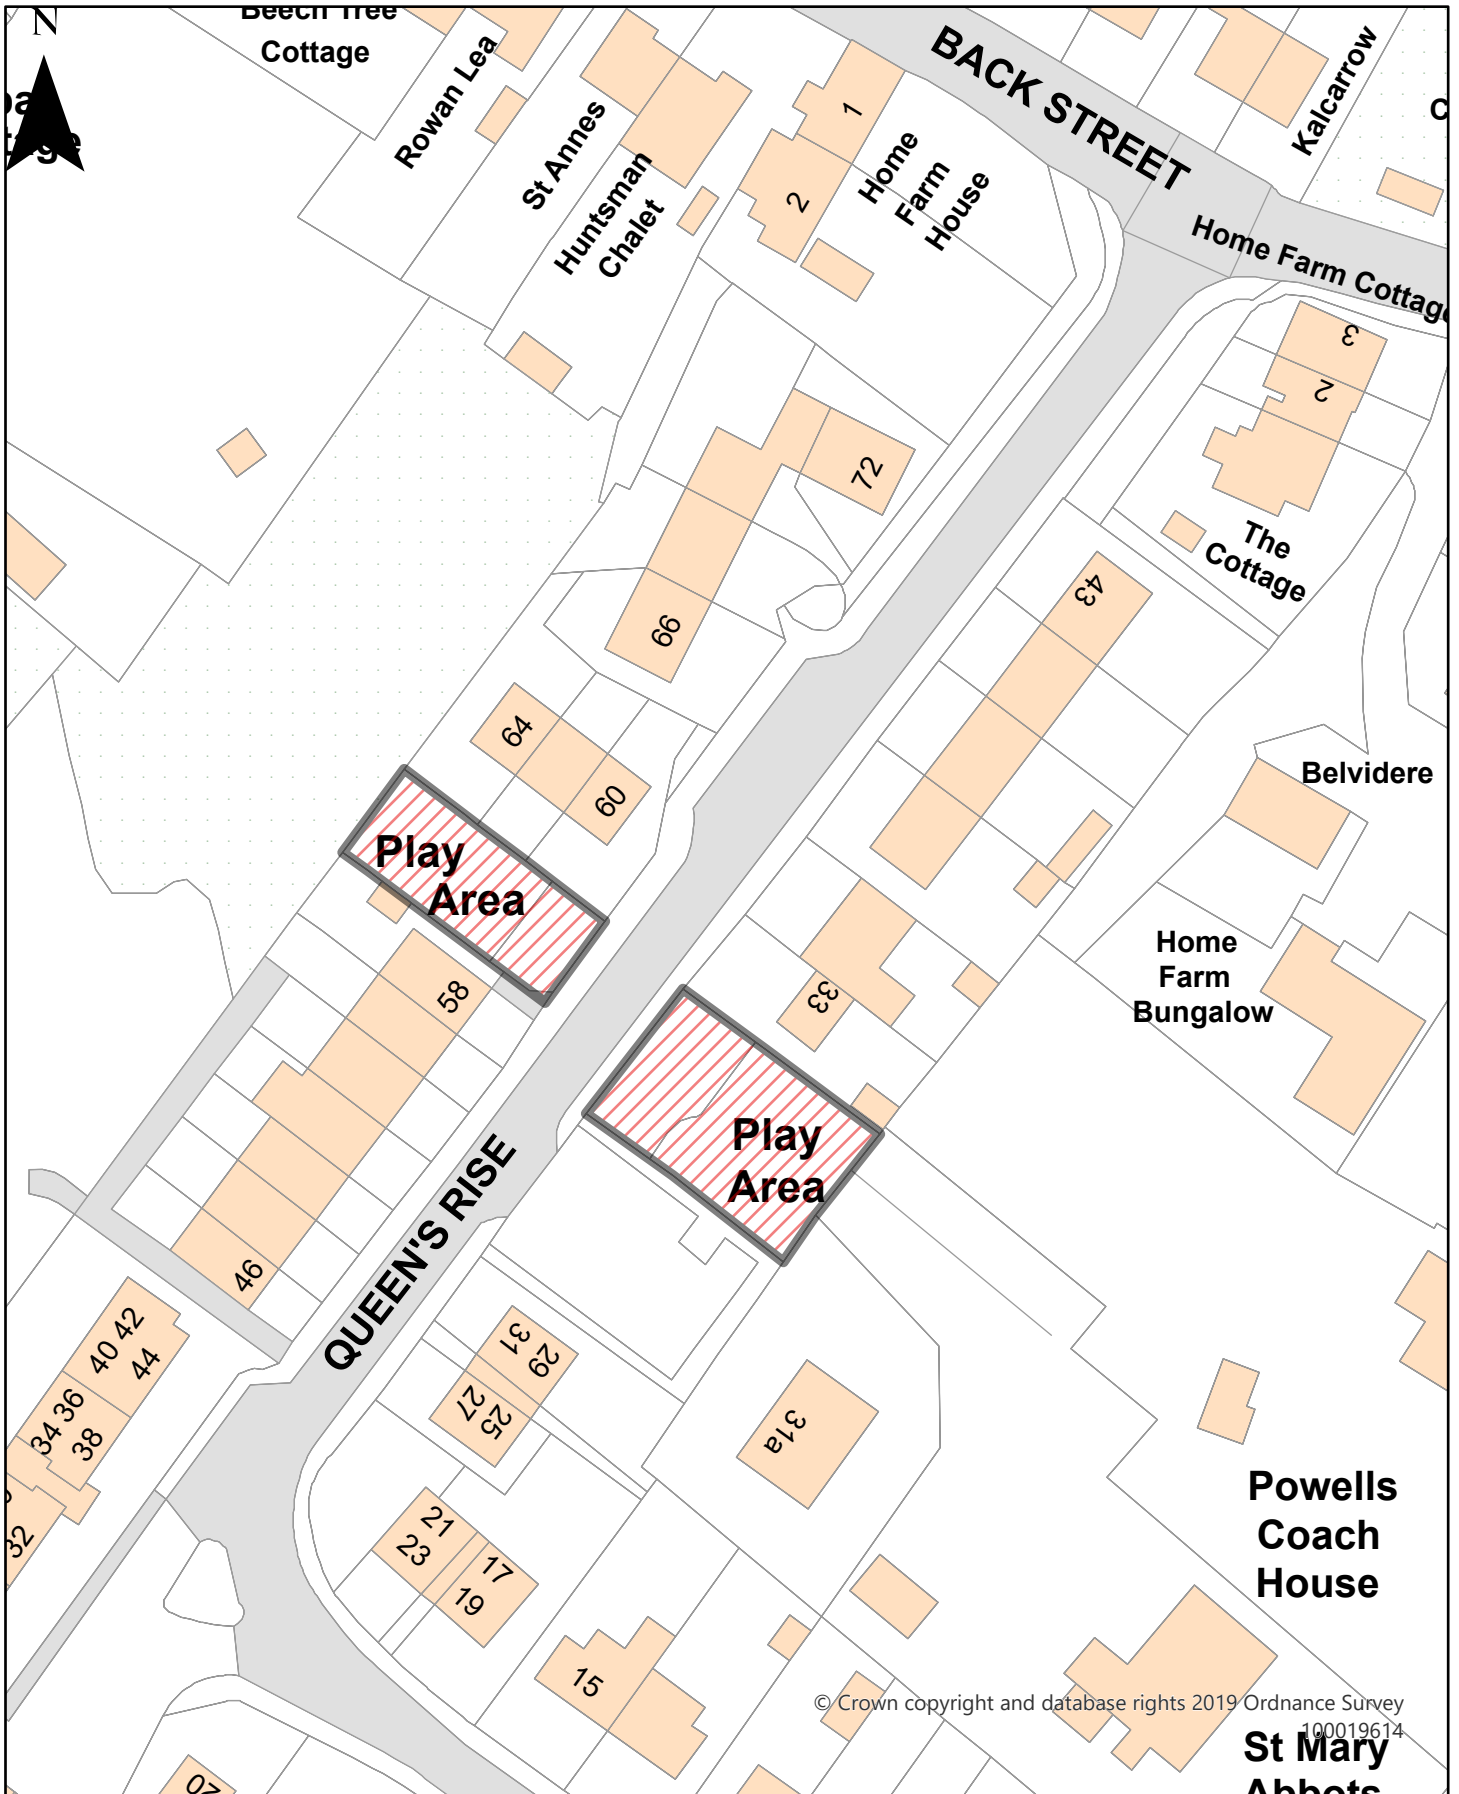 N
Beech Tree
Cottage
Rowan Lea
St Annes
Huntsman
Chalet
1
2
Home
Farm
House
BACK STREET
Kalcarrow
Home Farm Cottage
3
2
The
Cottage
72
66
43
64
60
Belvidere
Play
Area
58
33
Home
Farm
Bungalow
Play
Area
QUEEN'S RISE
46
40 42
44
34 36
38
32
31
29
27
25
31a
21
23
17
19
15
Powells
Coach
House
© Crown copyright and database rights 2019 Ordnance Survey
100019614
St Mary
Abbots